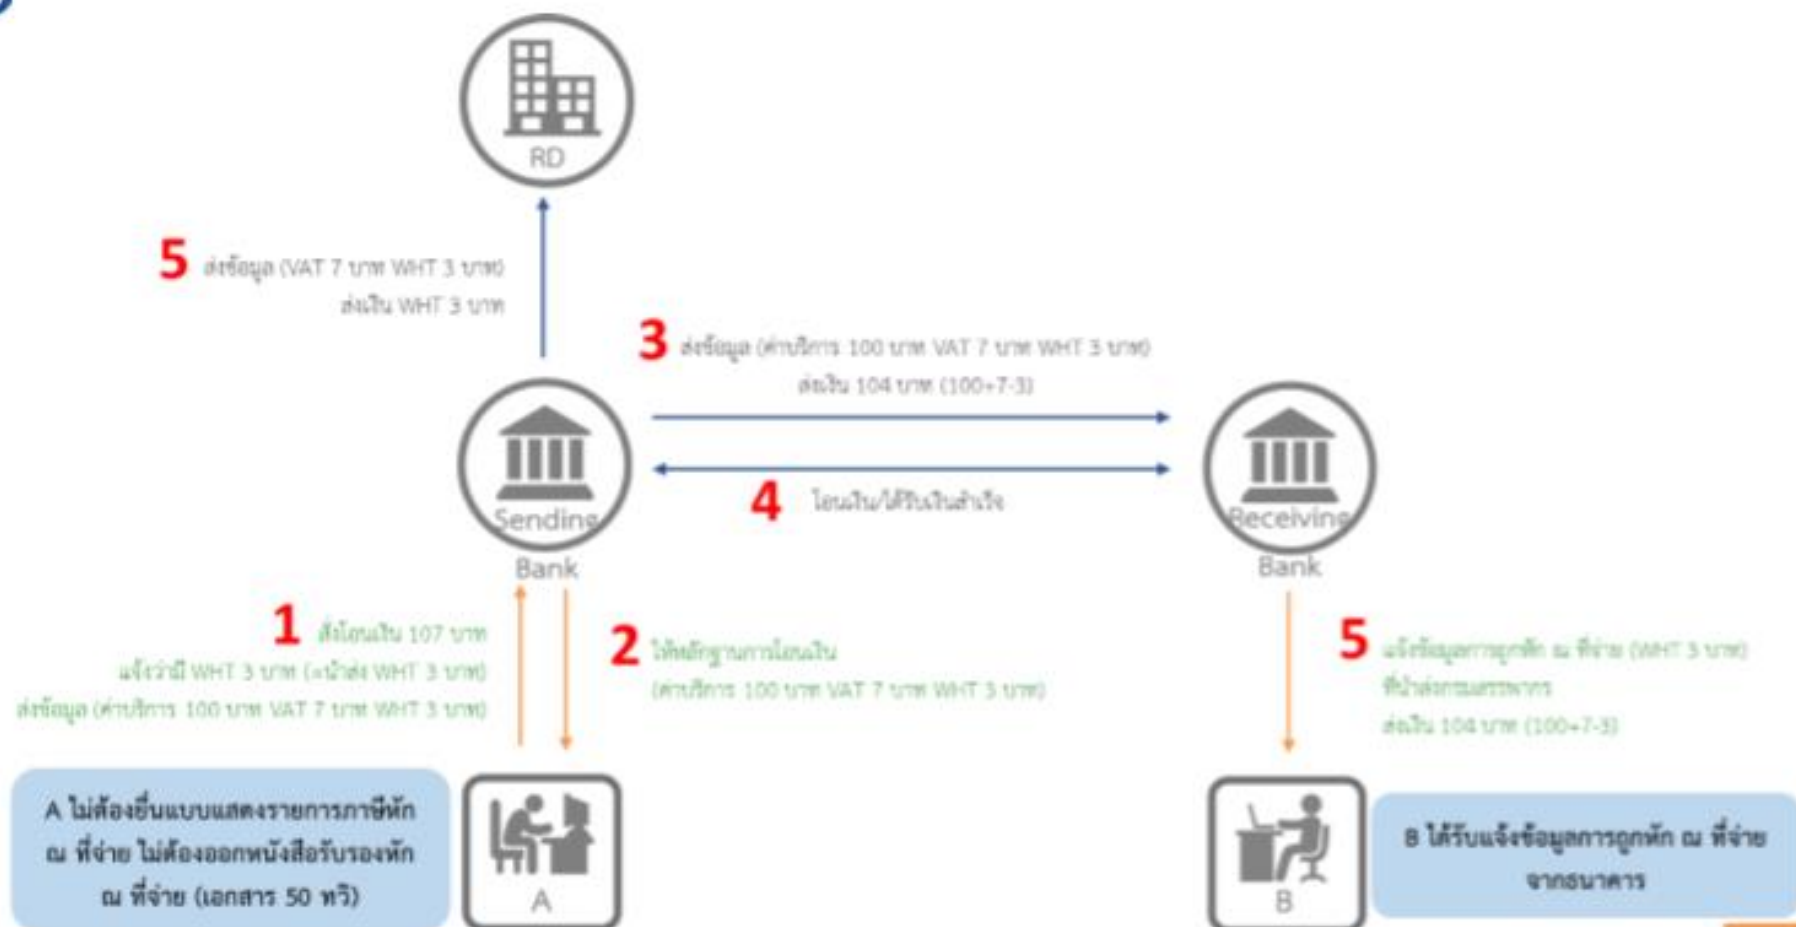 RD
5 ส่งข้อมูล (VAT 7 บาท WHT 3 บาท)
ส่งเงิน WHT 3 บาท
3 ส่งข้อมูล (ค่าบริการ 100 บาท VAT 7 บาท WHT 3 บาท)
ส่งเงิน 104 บาท (100+7-3)
Sending
Bank
Receiving
Bank
4 โอนเงิน/ได้รับเงินสำเร็จ
1 สั่งโอนเงิน 107 บาท
แจ้งว่ามี WHT 3 บาท (=นำส่ง WHT 3 บาท)
ส่งข้อมูล (ค่าบริการ 100 บาท VAT 7 บาท WHT 3 บาท)
2 ให้หลักฐานการโอนเงิน
(ค่าบริการ 100 บาท VAT 7 บาท WHT 3 บาท)
5 แจ้งข้อมูลการถูกหัก ณ ที่จ่าย (WHT 3 บาท)
ที่นำส่งกรมสรรพากร
ส่งเงิน 104 บาท (100+7-3)
A ไม่ต้องยื่นแบบแสดงรายการภาษีหัก
ณ ที่จ่าย ไม่ต้องออกหนังสือรับรองหัก
ณ ที่จ่าย (เอกสาร 50 ทวิ)
A
B
B ได้รับแจ้งข้อมูลการถูกหัก ณ ที่จ่าย
จากธนาคาร